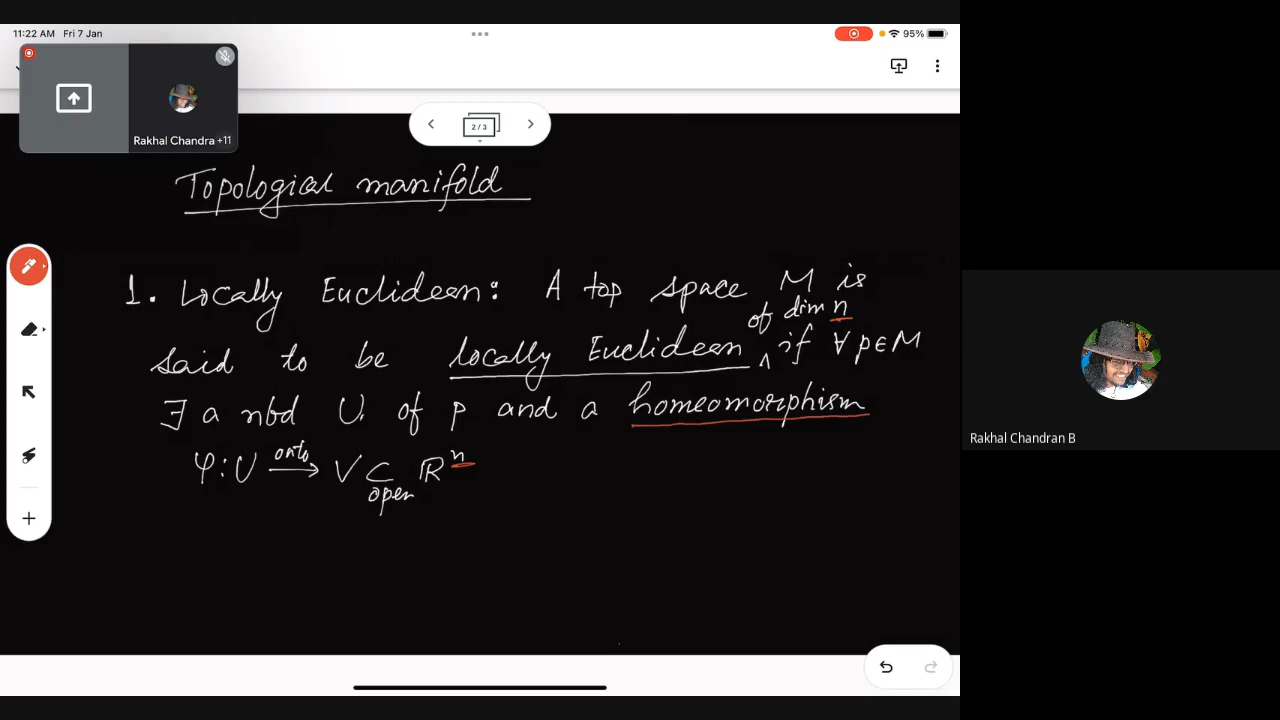 11:22 AM Fri 7 Jan
95%
Rakhal Chandra +11
2 / 3
Topological manifold
1. Locally Euclidean: A top space M is
of dim n
said to be locally Euclidean ∧ if ∀ p ∈ M
∃ a nbd U of p and a homeomorphism
φ: U onto⟶ V ⊂ open ℝⁿ
Rakhal Chandran B